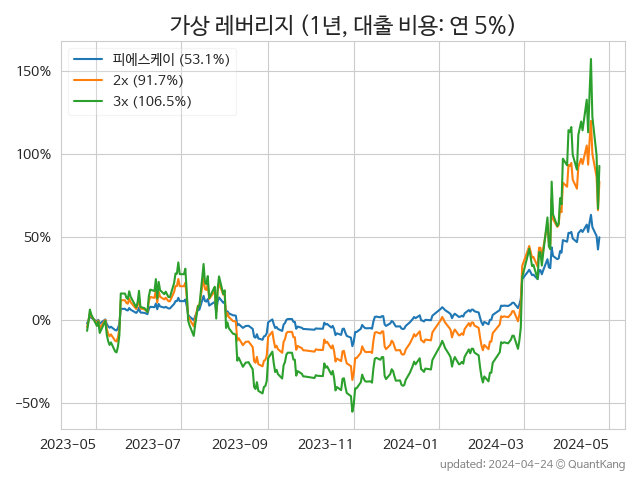 가상 레버리지 (1년, 대출 비용: 연 5%)
피에스케이 (53.1%)
2x (91.7%)
3x (106.5%)
150%
100%
50%
0%
−50%
2023-05 2023-07 2023-09 2023-11 2024-01 2024-03 2024-05
updated: 2024-04-24 © QuantKang